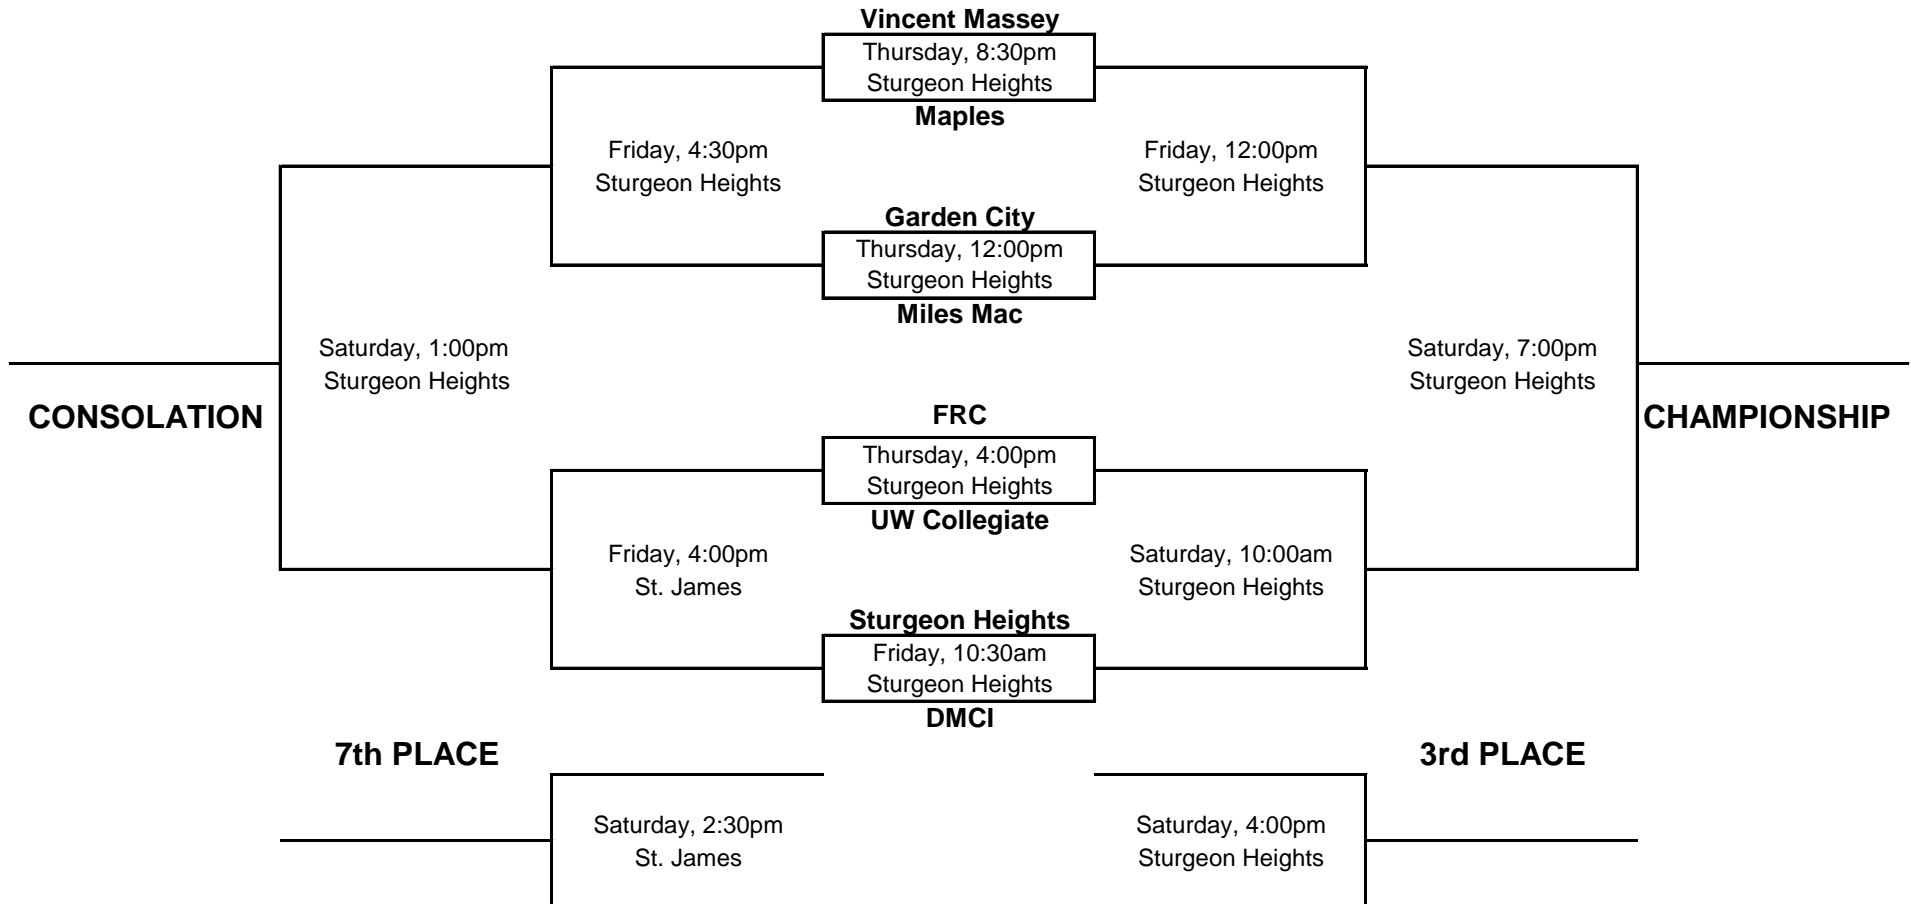 Vincent Massey
Thursday, 8:30pm
Sturgeon Heights
Maples
Friday, 4:30pm
Sturgeon Heights
Friday, 12:00pm
Sturgeon Heights
Garden City
Thursday, 12:00pm
Sturgeon Heights
Miles Mac
Saturday, 1:00pm
Sturgeon Heights
Saturday, 7:00pm
Sturgeon Heights
CONSOLATION
FRC
CHAMPIONSHIP
Thursday, 4:00pm
Sturgeon Heights
UW Collegiate
Friday, 4:00pm
St. James
Saturday, 10:00am
Sturgeon Heights
Sturgeon Heights
Friday, 10:30am
Sturgeon Heights
DMCI
7th PLACE
3rd PLACE
Saturday, 2:30pm
St. James
Saturday, 4:00pm
Sturgeon Heights